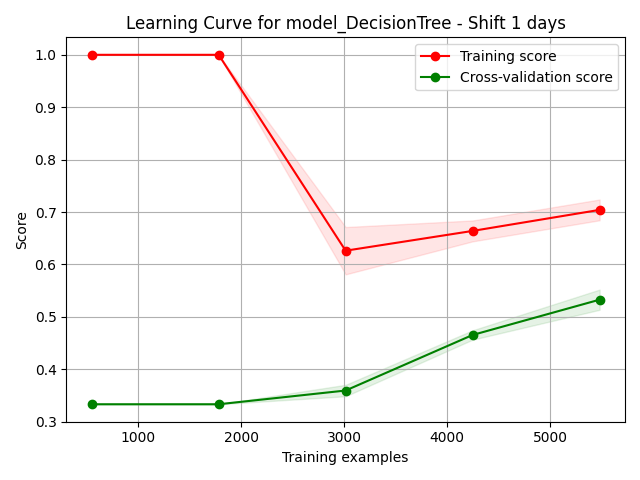 Learning Curve for model_DecisionTree - Shift 1 days
Training score
Cross-validation score
Score
1.0
0.9
0.8
0.7
0.6
0.5
0.4
0.3
1000 2000 3000 4000 5000
Training examples